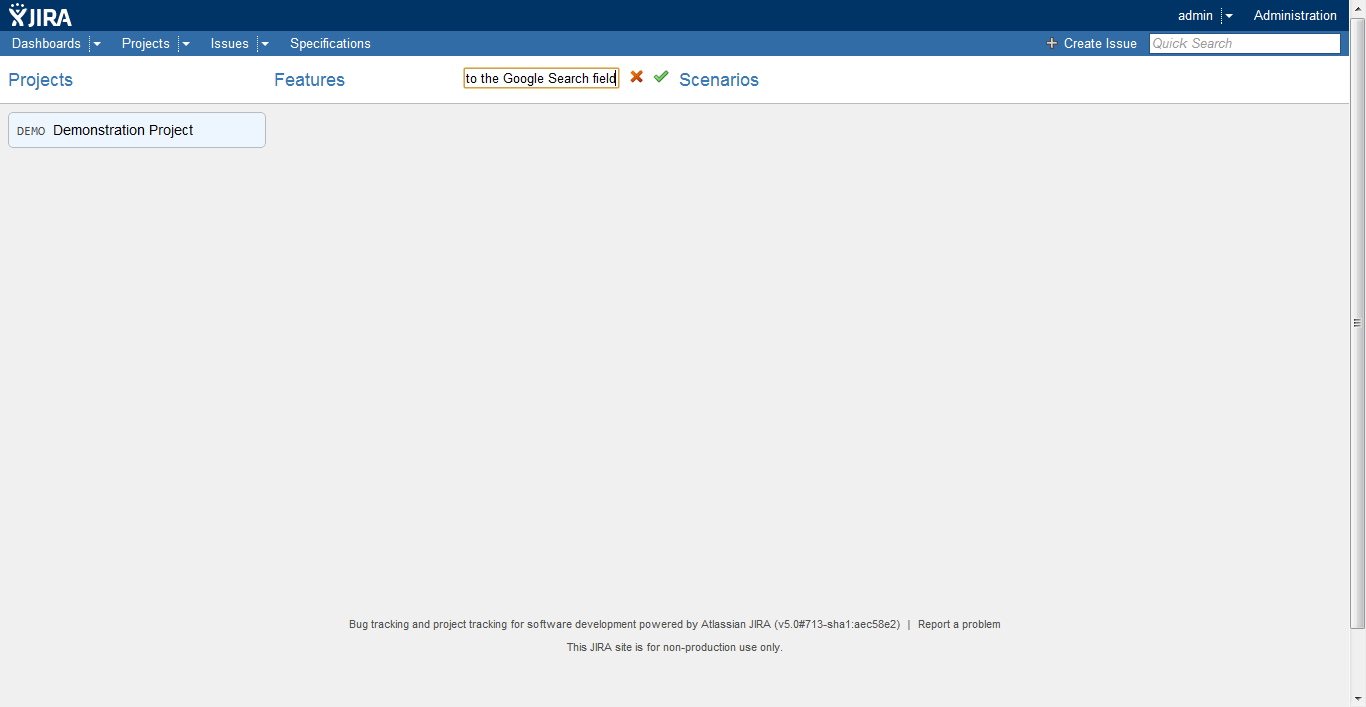 JIRA admin Administration
Dashboards Projects Issues Specifications Create Issue Quick Search
Projects Features to the Google Search field Scenarios
DEMO Demonstration Project
Bug tracking and project tracking for software development powered by Atlassian JIRA (v5.0#713-sha1:aec58e2) | Report a problem
This JIRA site is for non-production use only.